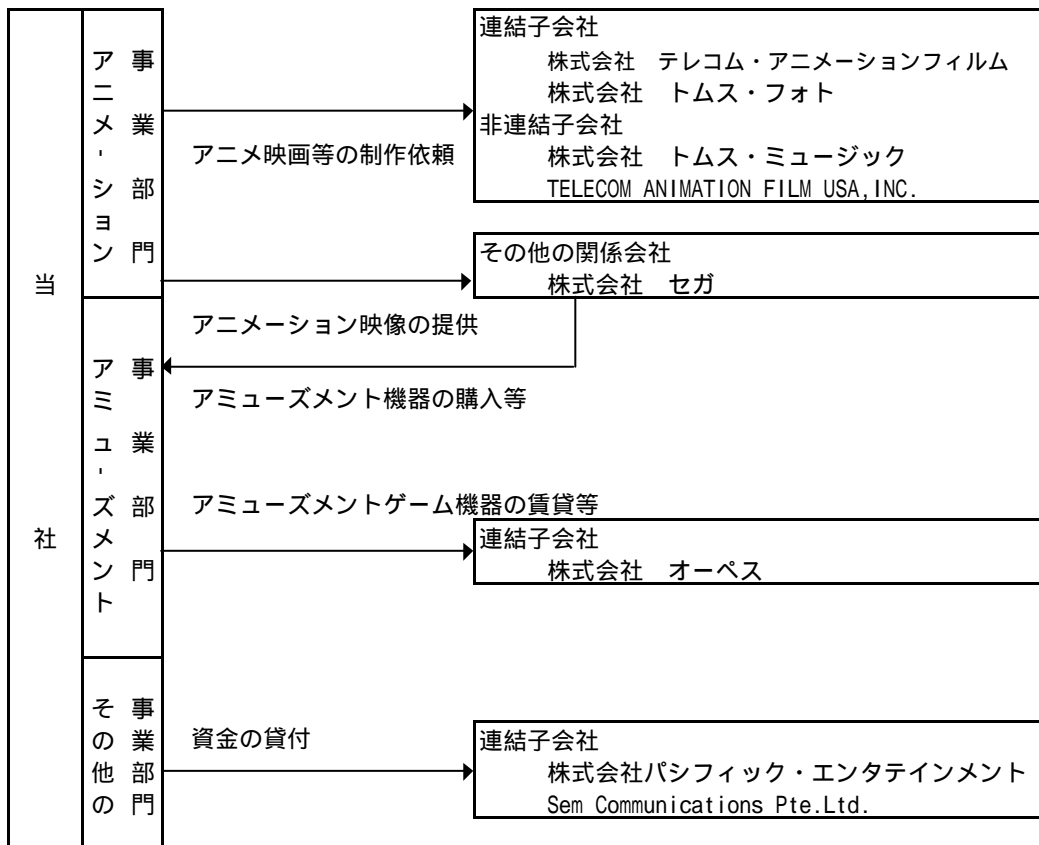 当社
アニメーション
事業部門
アミューズメント
事業部門
その他の
事業部門
連結子会社
株式会社　テレコム・アニメーションフィルム
株式会社　トムス・フォト
非連結子会社
株式会社　トムス・ミュージック
TELECOM ANIMATION FILM USA,INC.
アニメ映画等の制作依頼
その他の関係会社
株式会社　セガ
アニメーション映像の提供
アミューズメント機器の購入等
アミューズメントゲーム機器の賃貸等
連結子会社
株式会社　オーペス
資金の貸付
連結子会社
株式会社パシフィック・エンタテインメント
Sem Communications Pte.Ltd.